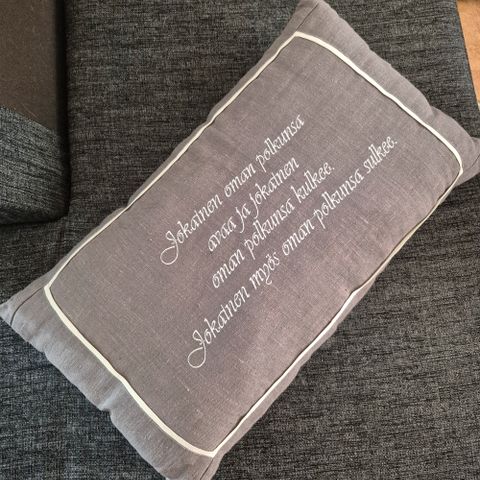 Jokainen oman polkunsa
avaa ja jokainen
oman polkunsa kulkee.
Jokainen myös oman polkunsa sulkee.